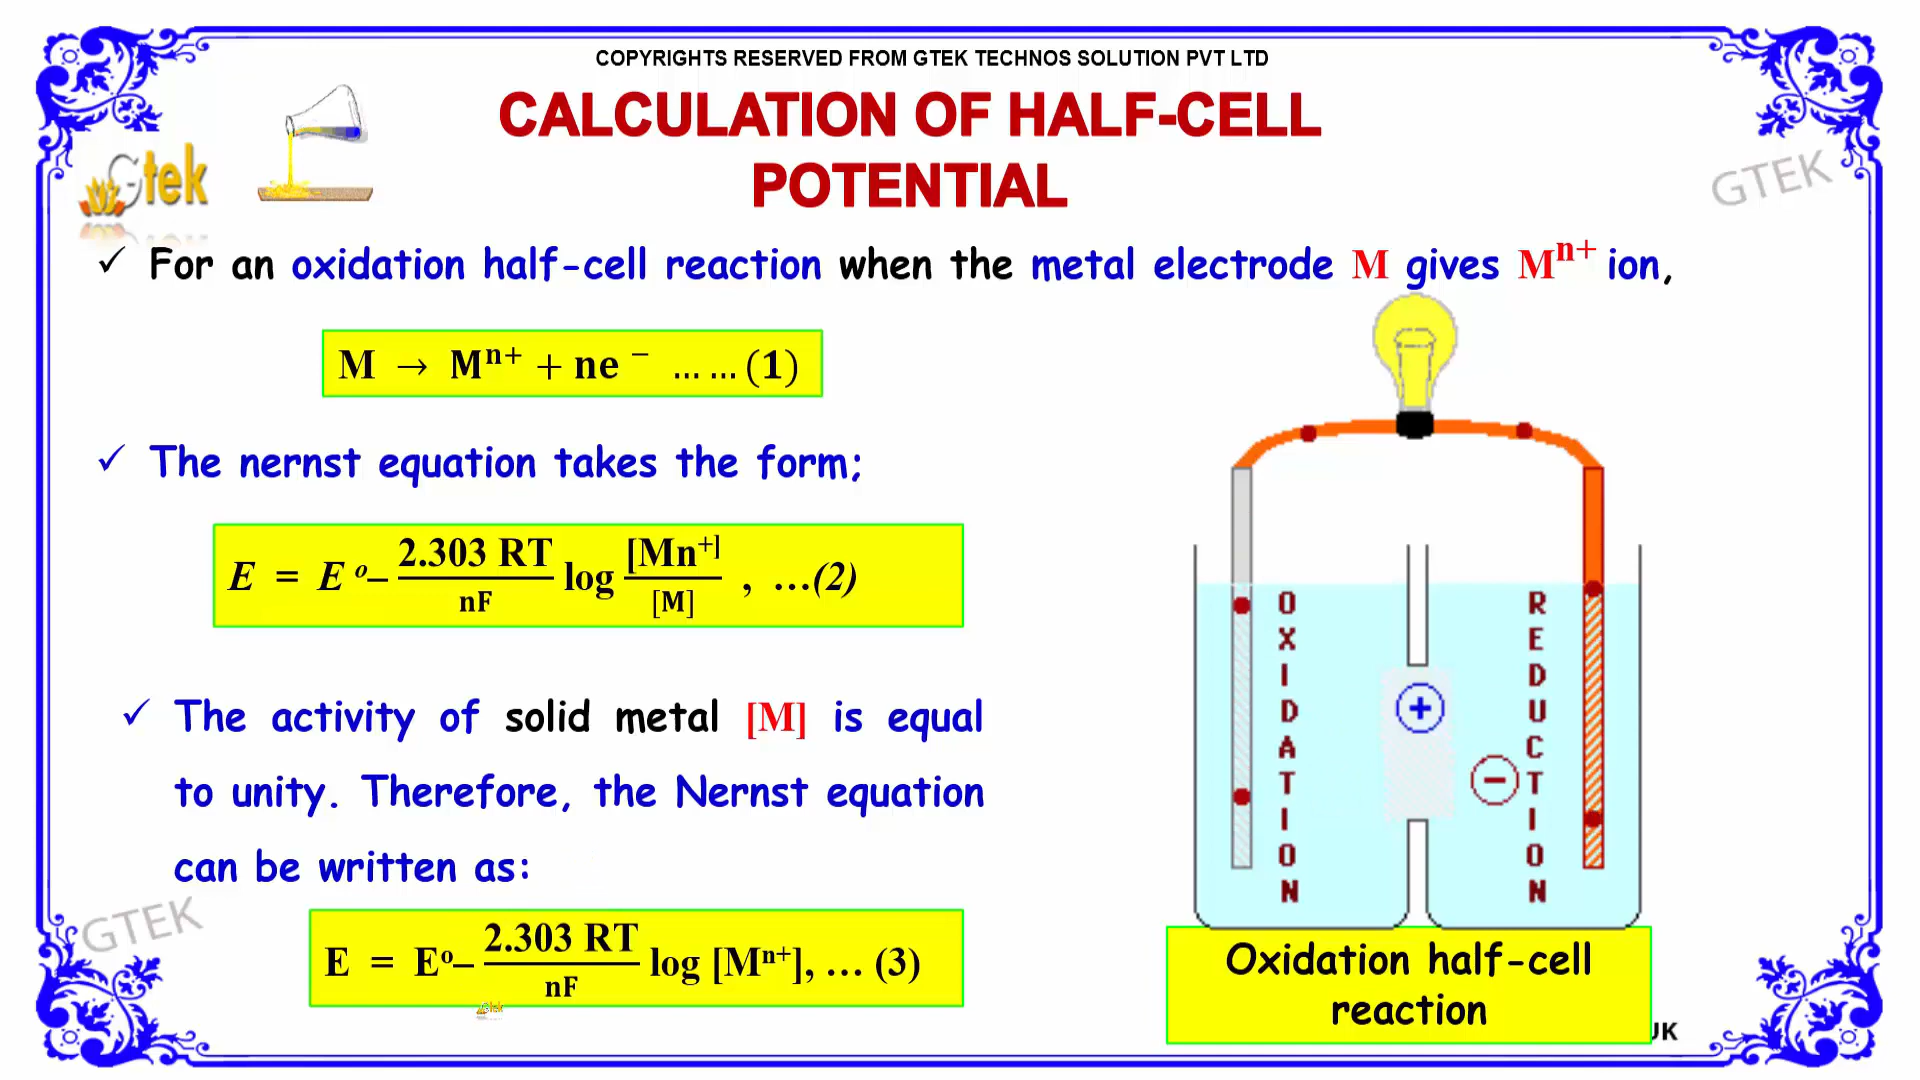 COPYRIGHTS RESERVED FROM GTEK TECHNOS SOLUTION PVT LTD
CALCULATION OF HALF-CELL
POTENTIAL
Gtek
GTEK
✓ For an oxidation half-cell reaction when the metal electrode M gives Mⁿ⁺ ion,
M → Mⁿ⁺ + ne ⁻ … … (1)
✓ The nernst equation takes the form;
E = E º– 2.303 RT/nF log [Mn⁺]/[M] , …(2)
✓ The activity of solid metal [M] is equal
to unity. Therefore, the Nernst equation
can be written as:
GTEK
E = Eº– 2.303 RT/nF log [Mⁿ⁺], … (3)
Gtek
OXIDATION
REDUCTION
+
−
Oxidation half-cell
reaction
UK